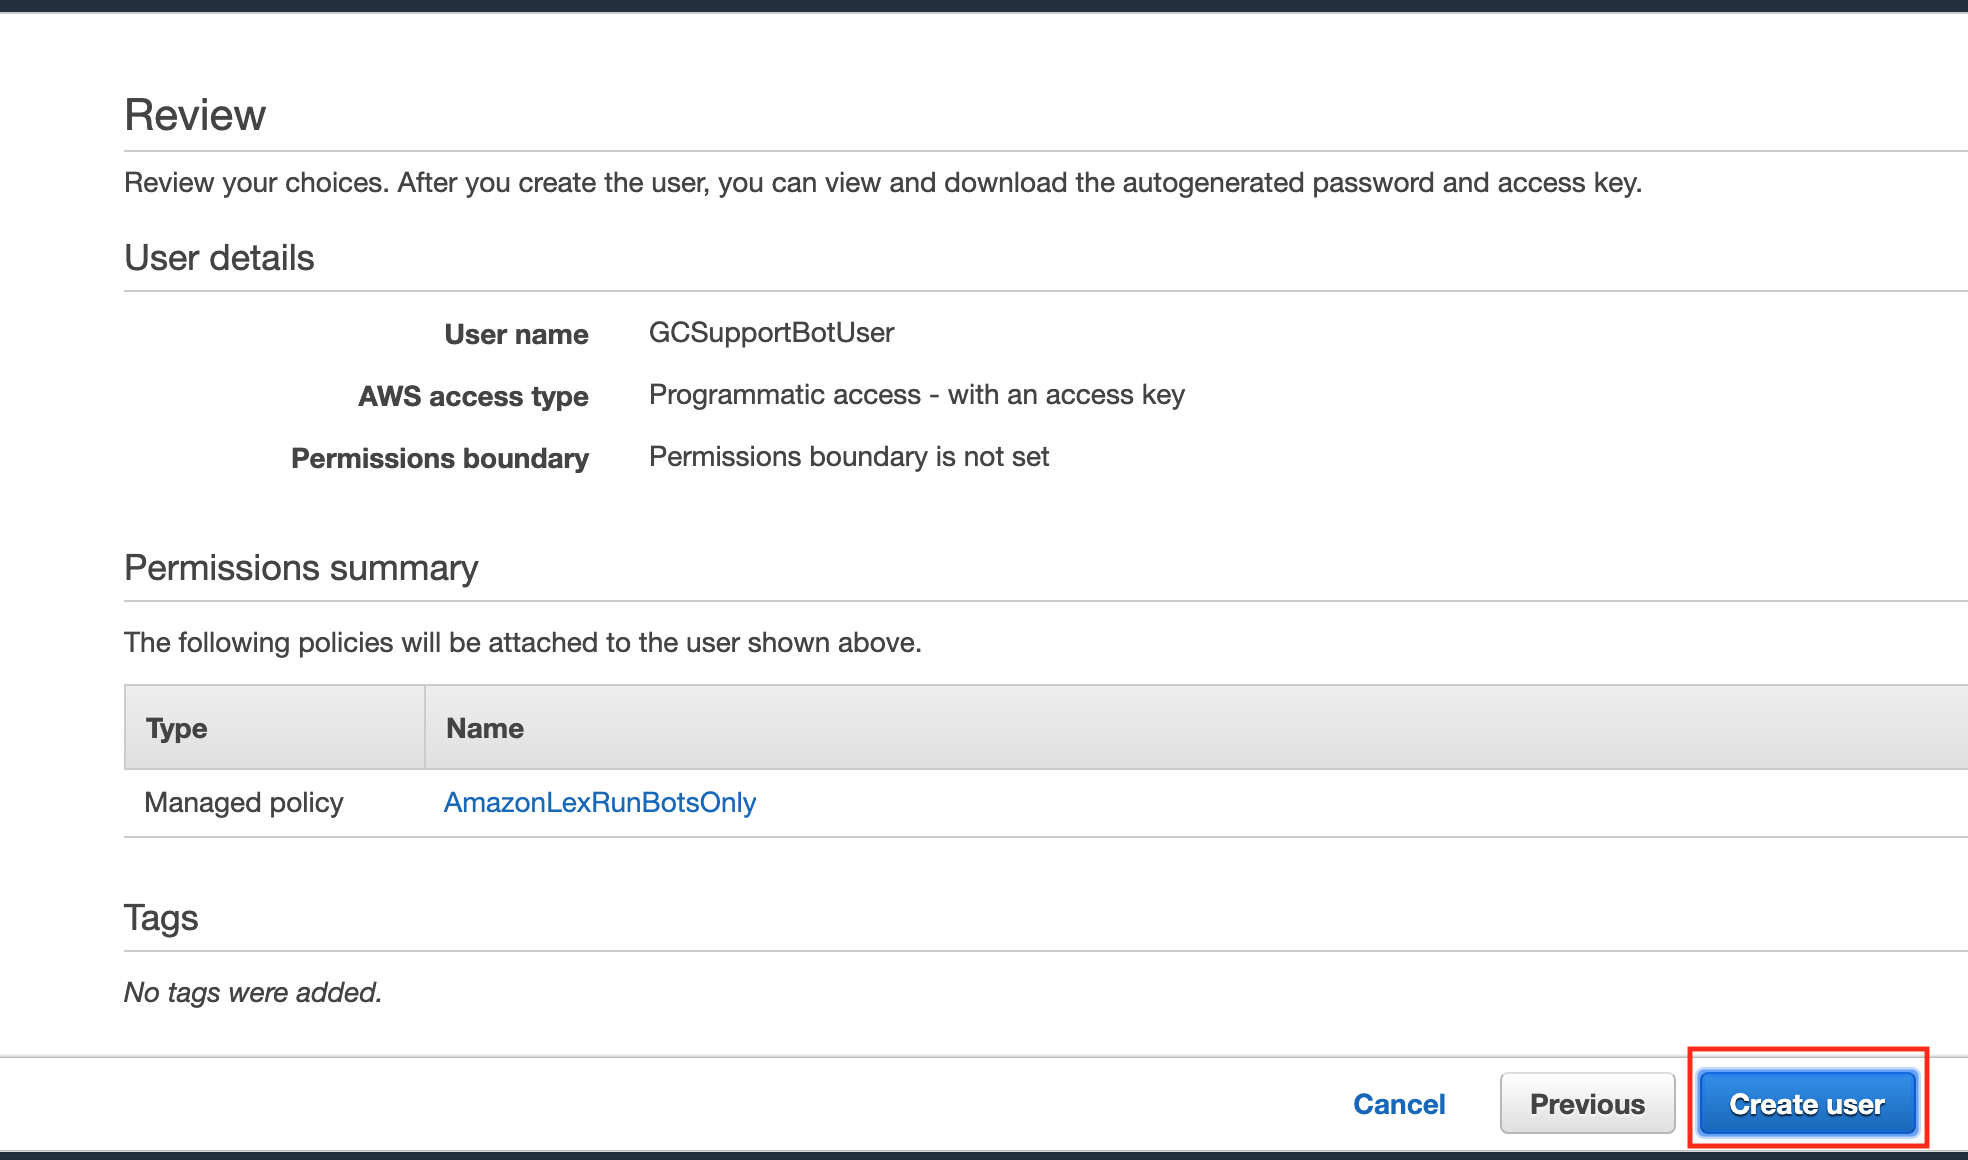 Review
Review your choices. After you create the user, you can view and download the autogenerated password and access key.
User details
User name GCSupportBotUser
AWS access type Programmatic access - with an access key
Permissions boundary Permissions boundary is not set
Permissions summary
The following policies will be attached to the user shown above.
Type Name
Managed policy AmazonLexRunBotsOnly
Tags
No tags were added.
Cancel Previous Create user